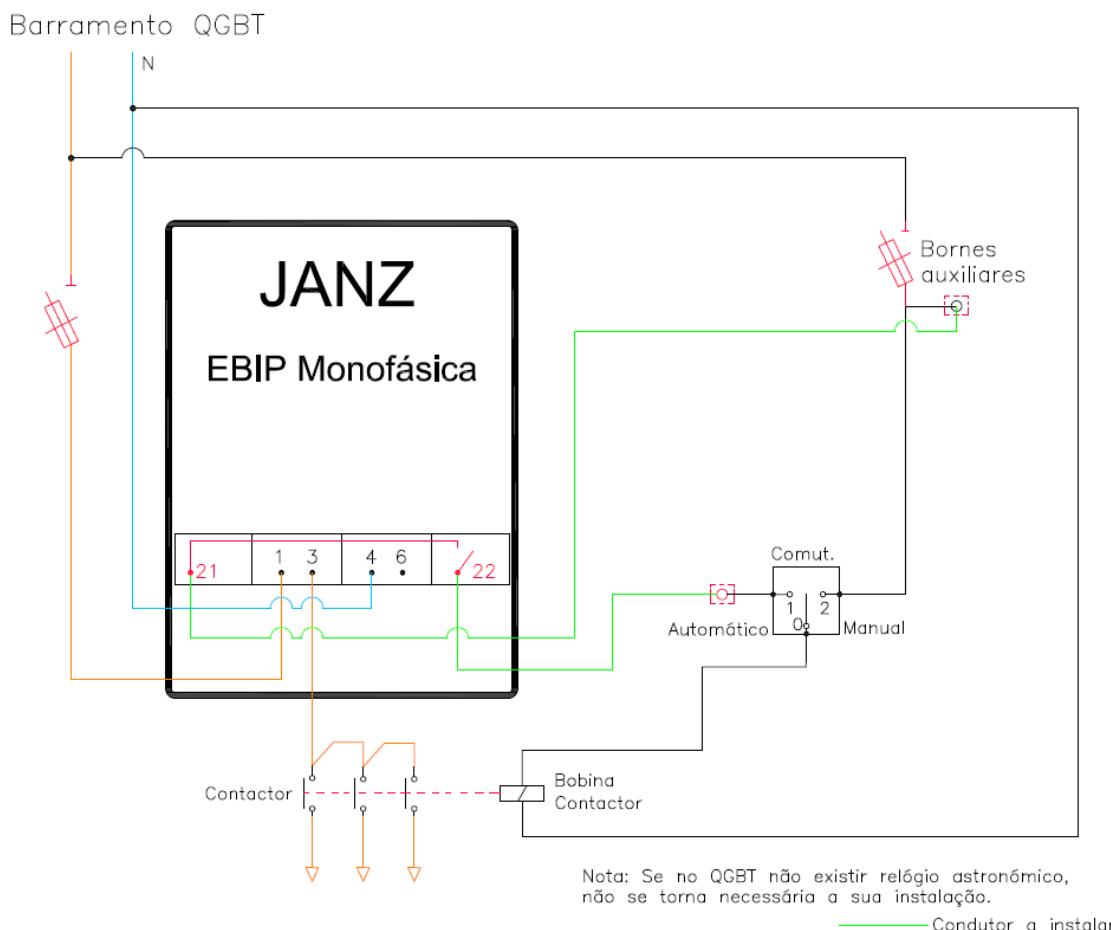 Barramento QGBT
N
JANZ
EBIP Monofásica
Bornes
auxiliares
21
1
3
4
6
22
Comut.
1
2
0
Automático
Manual
Contactor
Bobina
Contactor
Nota: Se no QGBT não existir relógio astronómico,
não se torna necessária a sua instalação.
Condutor a instalar